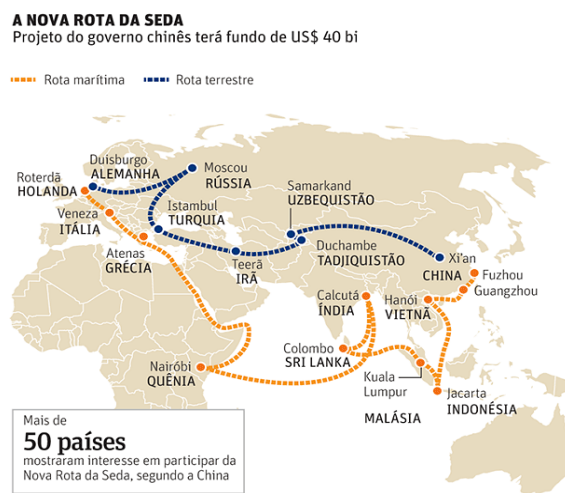 A NOVA ROTA DA SEDA
Projeto do governo chinês terá fundo de US$ 40 bi
Rota marítima
Rota terrestre
Duisburgo
ALEMANHA
Moscou
RÚSSIA
Roterdã
HOLANDA
Samarkand
UZBEQUISTÃO
Istambul
TURQUIA
Veneza
ITÁLIA
Atenas
GRÉCIA
Teerã
IRÃ
Duchambe
TADJIQUISTÃO
Xi'an
CHINA
Fuzhou
Guangzhou
Calcutá
ÍNDIA
Hanói
VIETNÃ
Colombo
SRI LANKA
Nairóbi
QUÊNIA
Kuala
Lumpur
MALÁSIA
Jacarta
INDONÉSIA
Mais de
50 países
mostraram interesse em participar da
Nova Rota da Seda, segundo a China